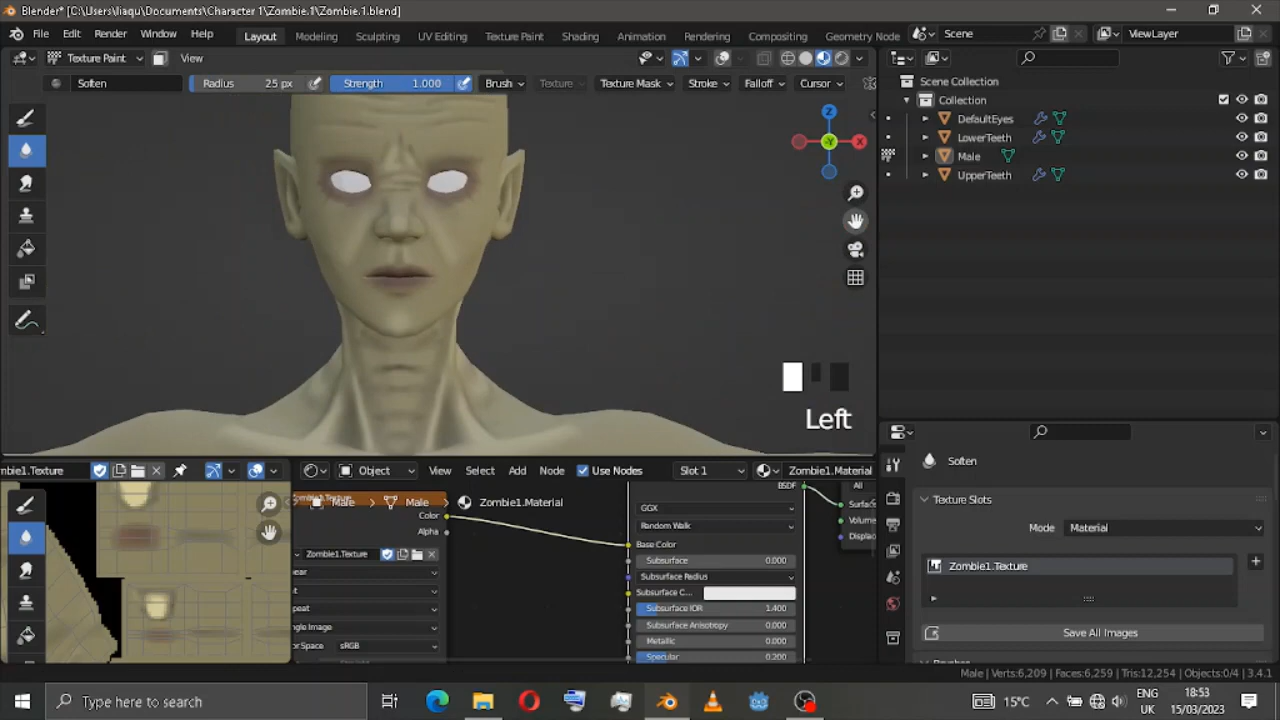 Blender* [C:\Users\liaqu\Documents\Character 1\Zombie.1\Zombie.1.blend]
File Edit Render Window Help Layout Modeling Sculpting UV Editing Texture Paint Shading Animation Rendering Compositing Geometry Node Scene ViewLayer
Texture Paint View
Soften Radius 25 px Strength 1.000 Brush Texture Texture Mask Stroke Falloff Cursor
Z
X
Y
Scene Collection
Collection
DefaultEyes
LowerTeeth
Male
UpperTeeth
Left
mbie1.Texture Object View Select Add Node Use Nodes Slot 1 Zombie1.Material
Male Male Zombie1.Material
Color
Alpha
Zombie1.Texture
near
t
peat
ngle Image
or Space sRGB
BSDF
GGX
Random Walk
Base Color
Subsurface 0.000
Subsurface Radius
Subsurface C...
Subsurface IOR 1.400
Subsurface Anisotropy 0.000
Metallic 0.000
Specular 0.200
All
Surfac
Volume
Displac
Soften
Texture Slots
Mode Material
Zombie1.Texture
Save All Images
Male | Verts:6,209 | Faces:6,259 | Tris:12,254 | Objects:0/4 | 3.4.1
Type here to search
15°C
ENG
UK
18:53
15/03/2023